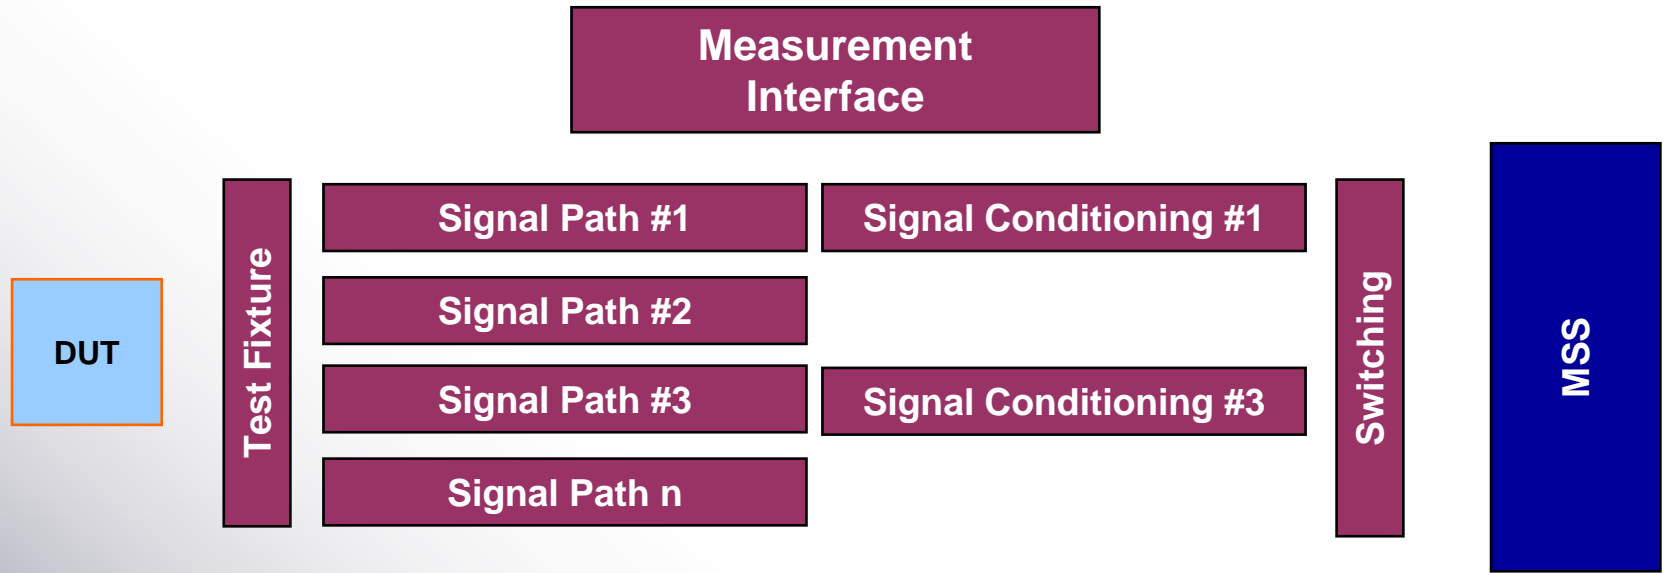 Measurement
Interface
Signal Path #1
Signal Conditioning #1
Test Fixture
Signal Path #2
DUT
Switching
MSS
Signal Path #3
Signal Conditioning #3
Signal Path n